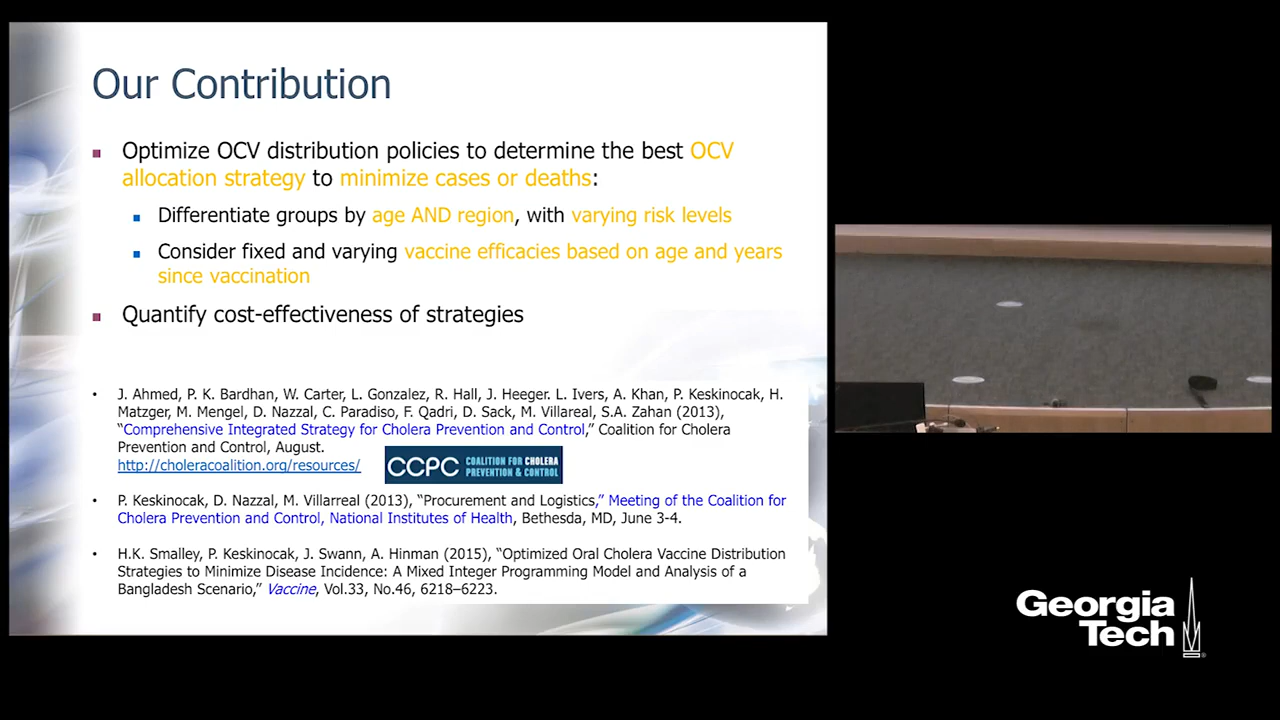 Our Contribution
Optimize OCV distribution policies to determine the best OCV
allocation strategy to minimize cases or deaths:
Differentiate groups by age AND region, with varying risk levels
Consider fixed and varying vaccine efficacies based on age and years
since vaccination
Quantify cost-effectiveness of strategies
J. Ahmed, P. K. Bardhan, W. Carter, L. Gonzalez, R. Hall, J. Heeger. L. Ivers, A. Khan, P. Keskinocak, H.
Matzger, M. Mengel, D. Nazzal, C. Paradiso, F. Qadri, D. Sack, M. Villareal, S.A. Zahan (2013),
“Comprehensive Integrated Strategy for Cholera Prevention and Control,” Coalition for Cholera
Prevention and Control, August.
http://choleracoalition.org/resources/
CCPC COALITION FOR CHOLERA
PREVENTION & CONTROL
P. Keskinocak, D. Nazzal, M. Villarreal (2013), “Procurement and Logistics,” Meeting of the Coalition for
Cholera Prevention and Control, National Institutes of Health, Bethesda, MD, June 3-4.
H.K. Smalley, P. Keskinocak, J. Swann, A. Hinman (2015), “Optimized Oral Cholera Vaccine Distribution
Strategies to Minimize Disease Incidence: A Mixed Integer Programming Model and Analysis of a
Bangladesh Scenario,” Vaccine, Vol.33, No.46, 6218–6223.
Georgia
Tech